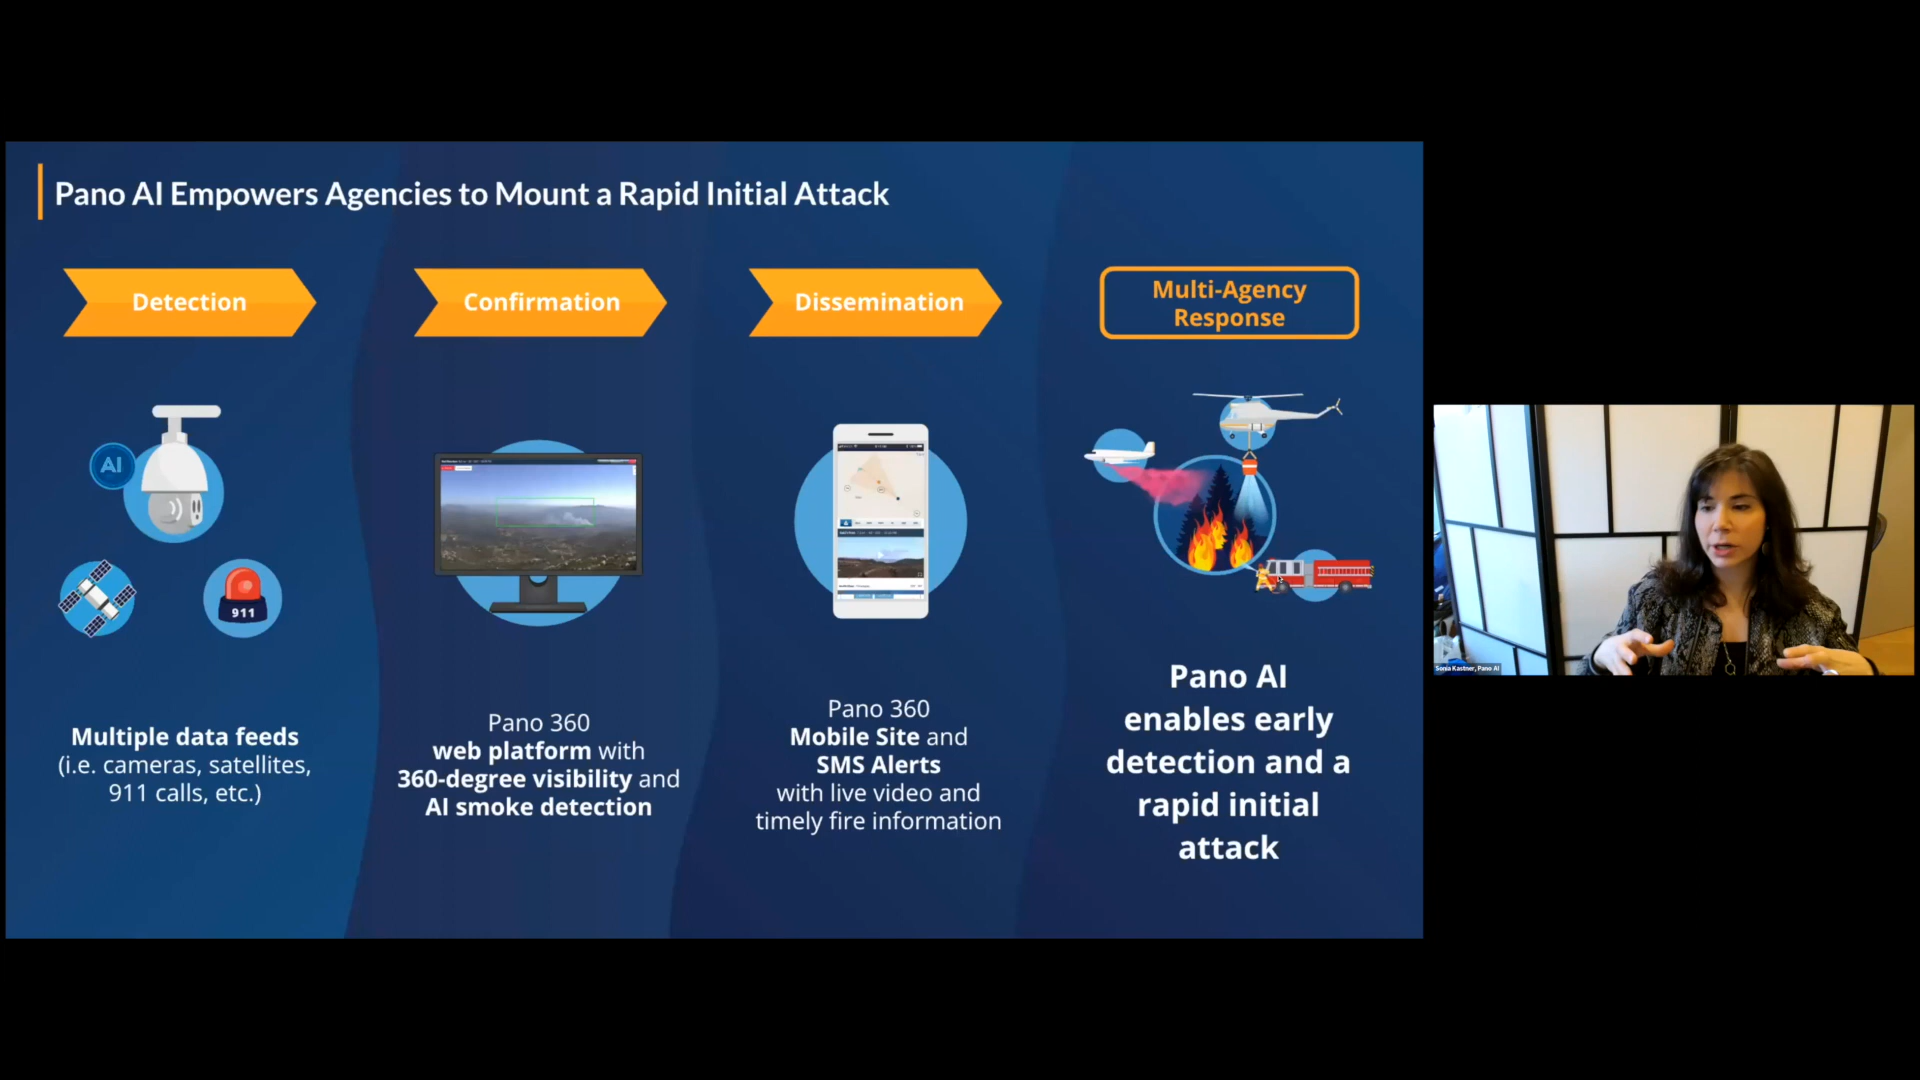 Pano AI Empowers Agencies to Mount a Rapid Initial Attack
Detection
Confirmation
Dissemination
Multi-Agency
Response
AI
911
Multiple data feeds
(i.e. cameras, satellites,
911 calls, etc.)
Pano 360
web platform with
360-degree visibility and
AI smoke detection
Pano 360
Mobile Site and
SMS Alerts
with live video and
timely fire information
Pano AI
enables early
detection and a
rapid initial
attack
Sonia Kastner, Pano AI